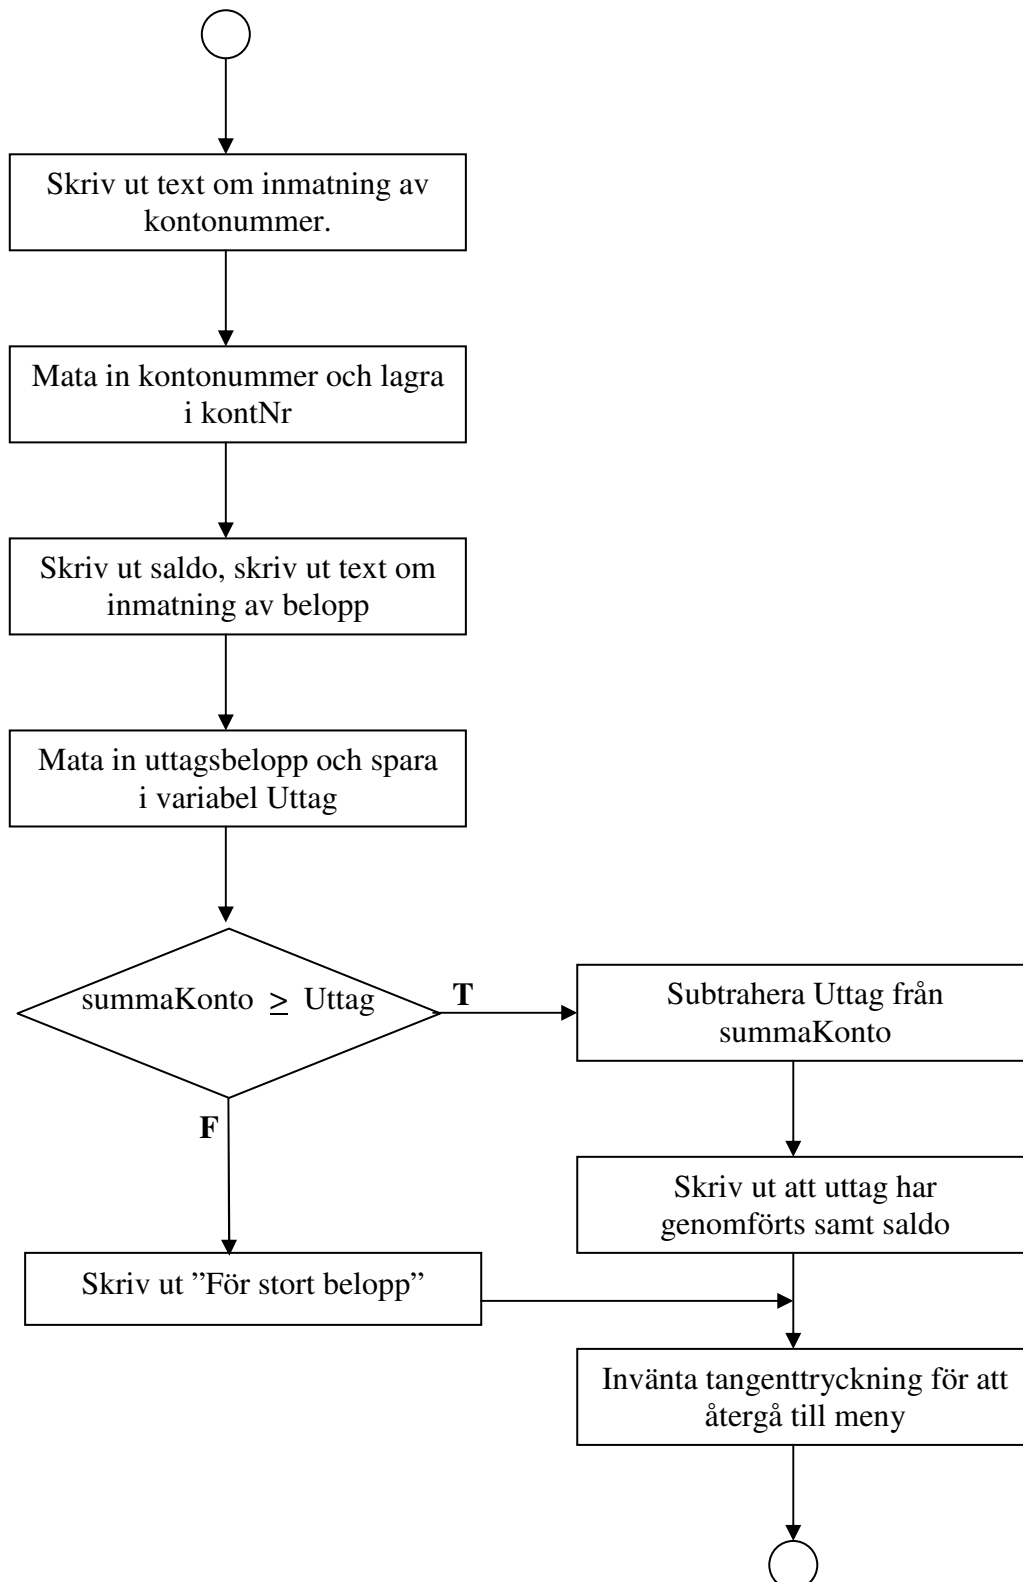 Skriv ut text om inmatning av
kontonummer.
Mata in kontonummer och lagra
i kontNr
Skriv ut saldo, skriv ut text om
inmatning av belopp
Mata in uttagsbelopp och spara
i variabel Uttag
summaKonto ≥ Uttag
T
Subtrahera Uttag från
summaKonto
F
Skriv ut att uttag har
genomförts samt saldo
Skriv ut ”För stort belopp”
Invänta tangenttryckning för att
återgå till meny